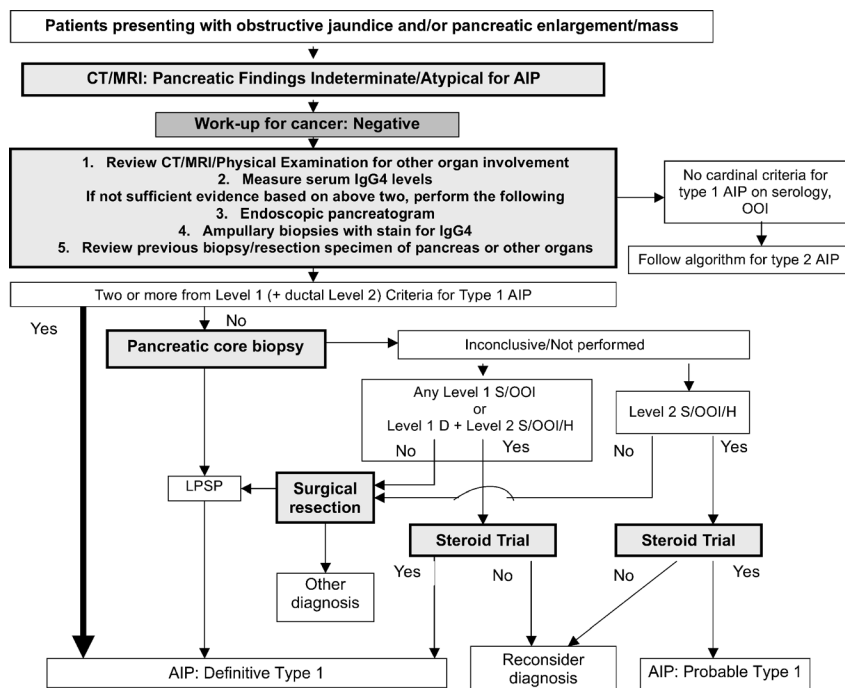 Patients presenting with obstructive jaundice and/or pancreatic enlargement/mass
CT/MRI: Pancreatic Findings Indeterminate/Atypical for AIP
Work-up for cancer: Negative
1. Review CT/MRI/Physical Examination for other organ involvement
2. Measure serum IgG4 levels
If not sufficient evidence based on above two, perform the following
3. Endoscopic pancreatogram
4. Ampullary biopsies with stain for IgG4
5. Review previous biopsy/resection specimen of pancreas or other organs
No cardinal criteria for
type 1 AIP on serology,
OOI
Follow algorithm for type 2 AIP
Two or more from Level 1 (+ ductal Level 2) Criteria for Type 1 AIP
Yes
No
Pancreatic core biopsy
Inconclusive/Not performed
Any Level 1 S/OOI
or
Level 1 D + Level 2 S/OOI/H
Level 2 S/OOI/H
No
Yes
No
Yes
LPSP
Surgical
resection
Steroid Trial
Steroid Trial
Other
diagnosis
Yes
No
No
Yes
AIP: Definitive Type 1
Reconsider
diagnosis
AIP: Probable Type 1